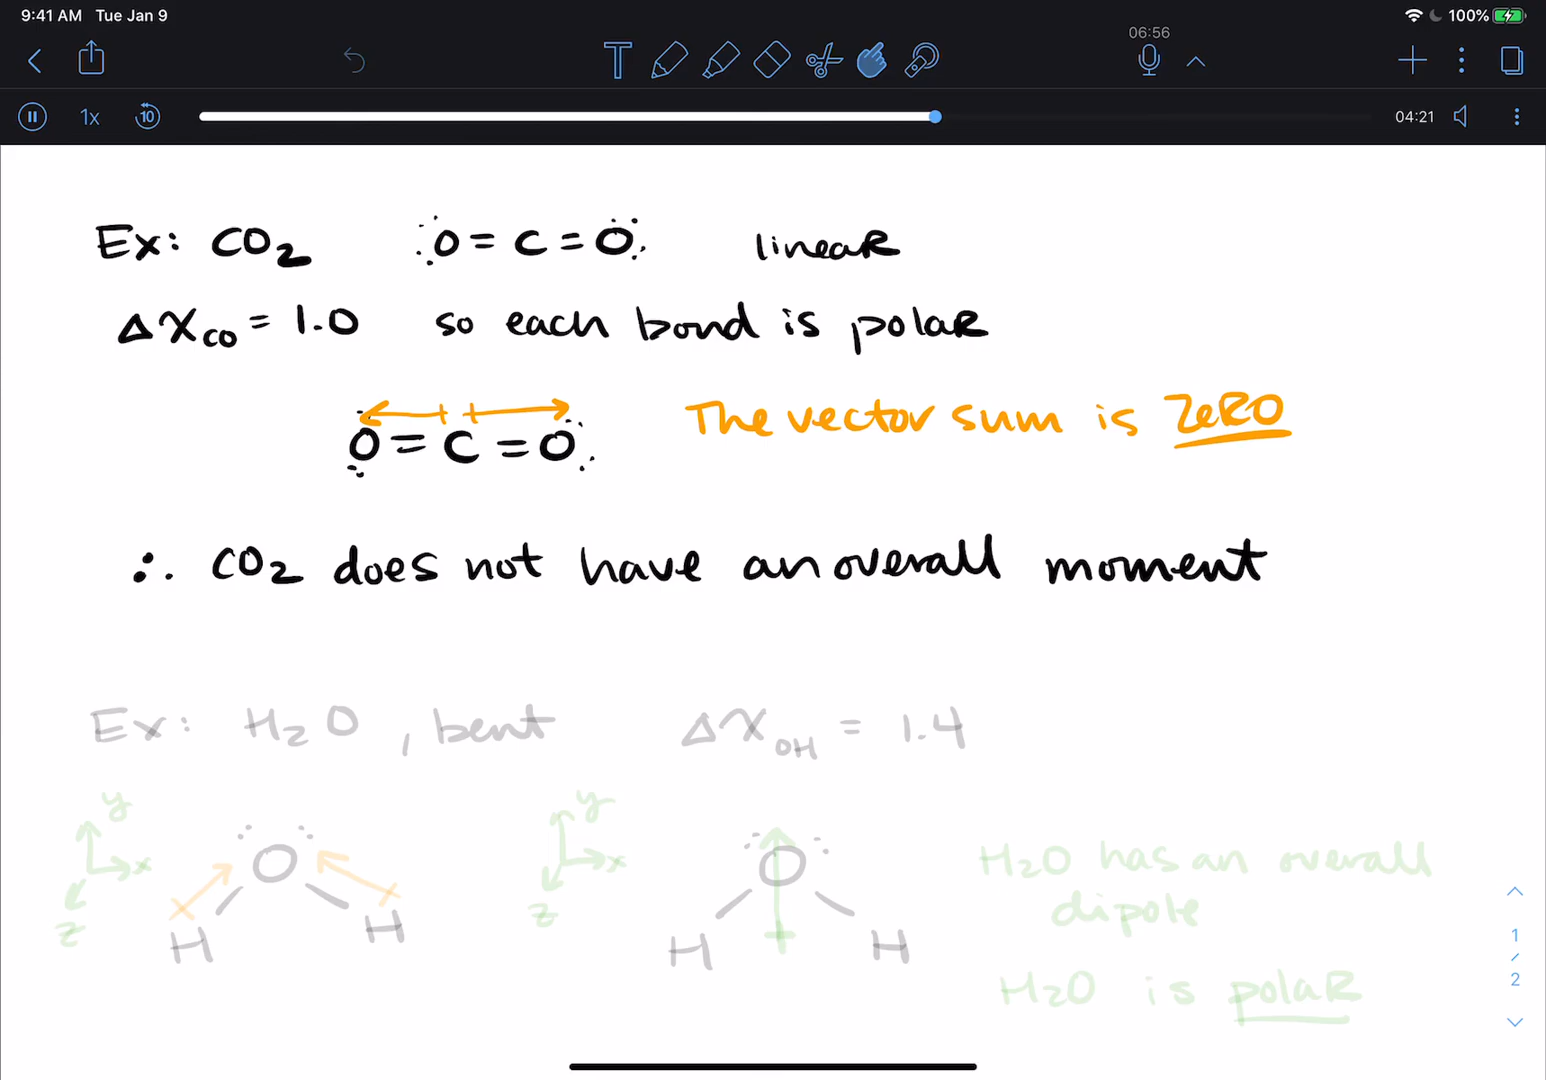 9:41 AM Tue Jan 9
100%
06:56
T
1x
10
04:21
Ex: CO2 :O=C=O: linear
ΔXCO = 1.0 so each bond is polar
O=C=O: The vector sum is zero
∴ CO2 does not have an overall moment
Ex: H2O, bent ΔXOH = 1.4
y x z
O
H H
y x z
O
H H
H2O has an overall
dipole
H2O is polar
1
/
2